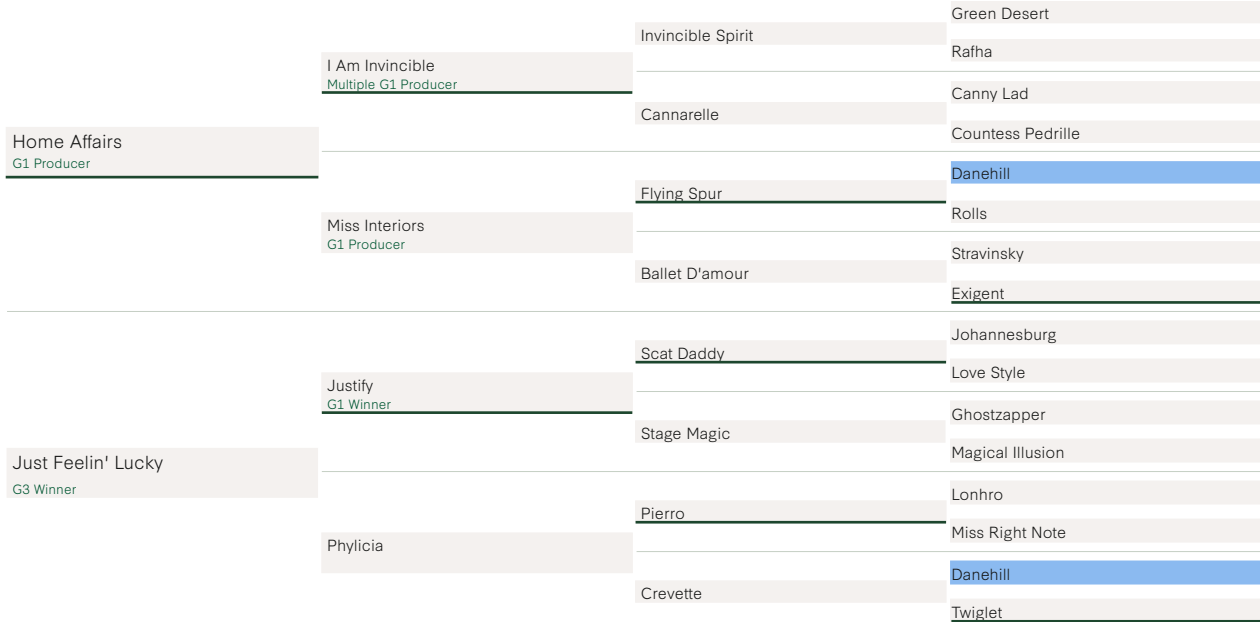 Home Affairs
G1 Producer
Just Feelin' Lucky
G3 Winner
I Am Invincible
Multiple G1 Producer
Miss Interiors
G1 Producer
Justify
G1 Winner
Phylicia
Invincible Spirit
Cannarelle
Flying Spur
Ballet D'amour
Scat Daddy
Stage Magic
Pierro
Crevette
Green Desert
Rafha
Canny Lad
Countess Pedrille
Danehill
Rolls
Stravinsky
Exigent
Johannesburg
Love Style
Ghostzapper
Magical Illusion
Lonhro
Miss Right Note
Danehill
Twiglet